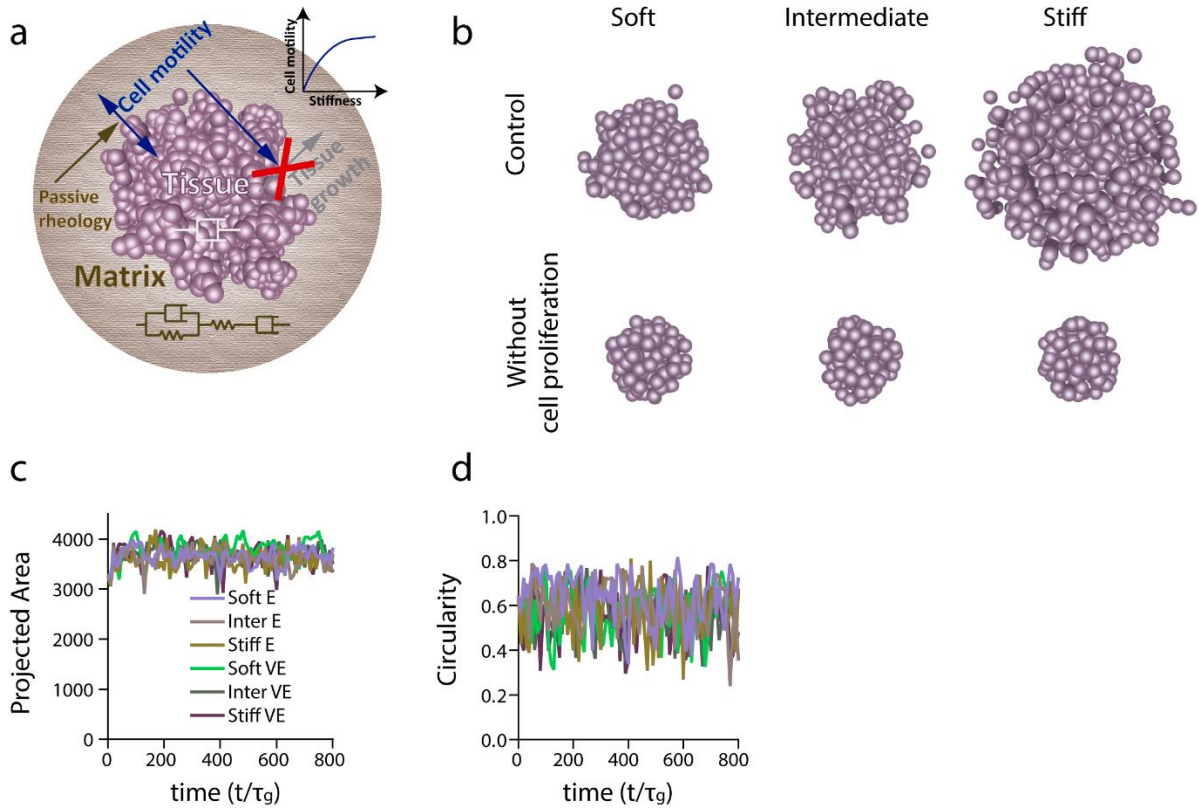 a
Cell motility
Stiffness
Cell motility
Tissue
growth
Tissue
Passive
rheology
Matrix
b
Soft
Intermediate
Stiff
Control
Without
cell proliferation
c
Projected Area
4000
3000
2000
1000
0
Soft E
Inter E
Stiff E
Soft VE
Inter VE
Stiff VE
0 200 400 600 800
time (t/τg)
d
Circularity
1.0
0.8
0.6
0.4
0.2
0.0
0 200 400 600 800
time (t/τg)